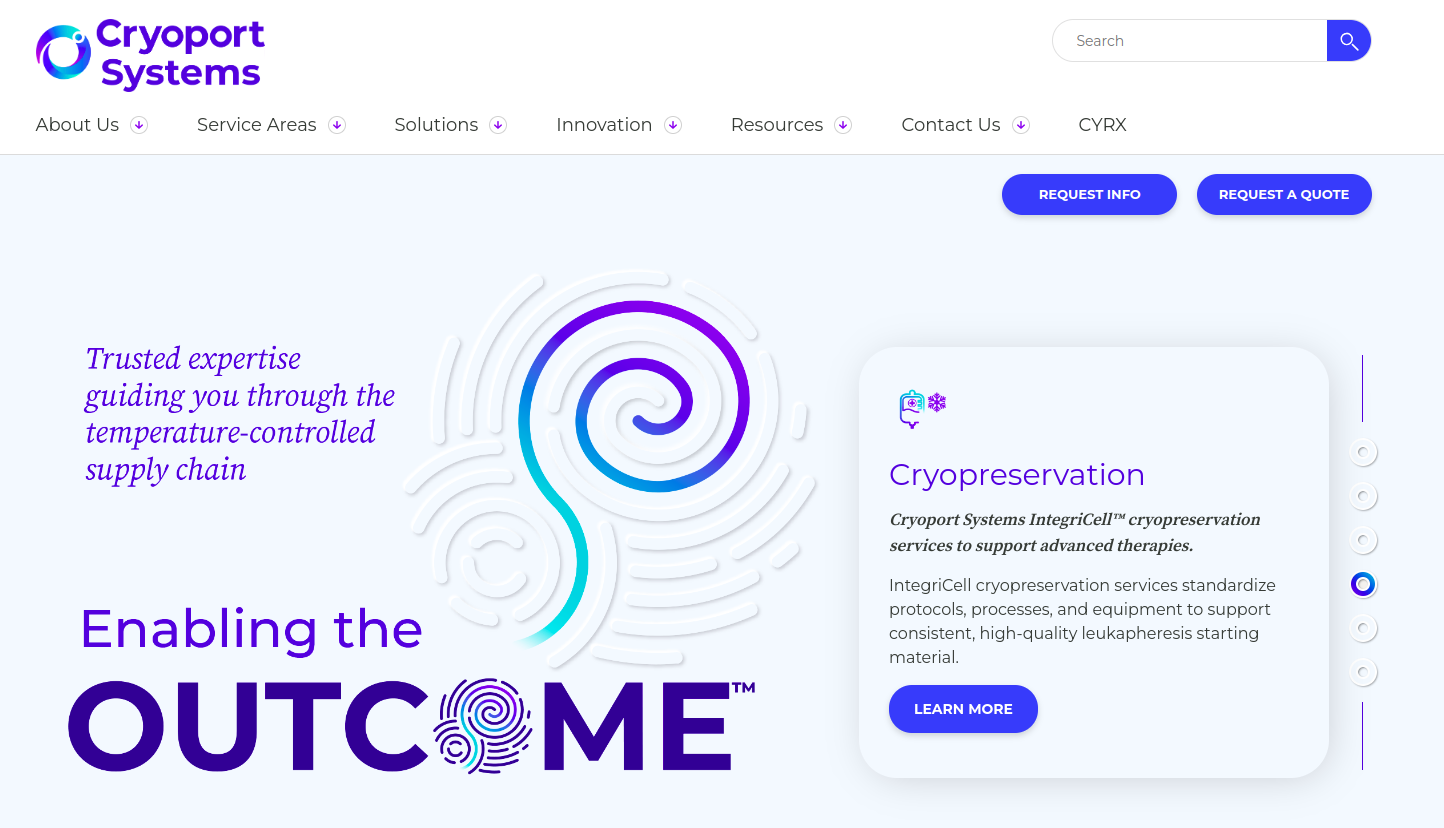 Cryoport
Systems
Search
About Us
Service Areas
Solutions
Innovation
Resources
Contact Us
CYRX
REQUEST INFO
REQUEST A QUOTE
Trusted expertise
guiding you through the
temperature-controlled
supply chain
Enabling the
OUTCOME™
Cryopreservation
Cryoport Systems IntegriCell™ cryopreservation
services to support advanced therapies.
IntegriCell cryopreservation services standardize
protocols, processes, and equipment to support
consistent, high-quality leukapheresis starting
material.
LEARN MORE